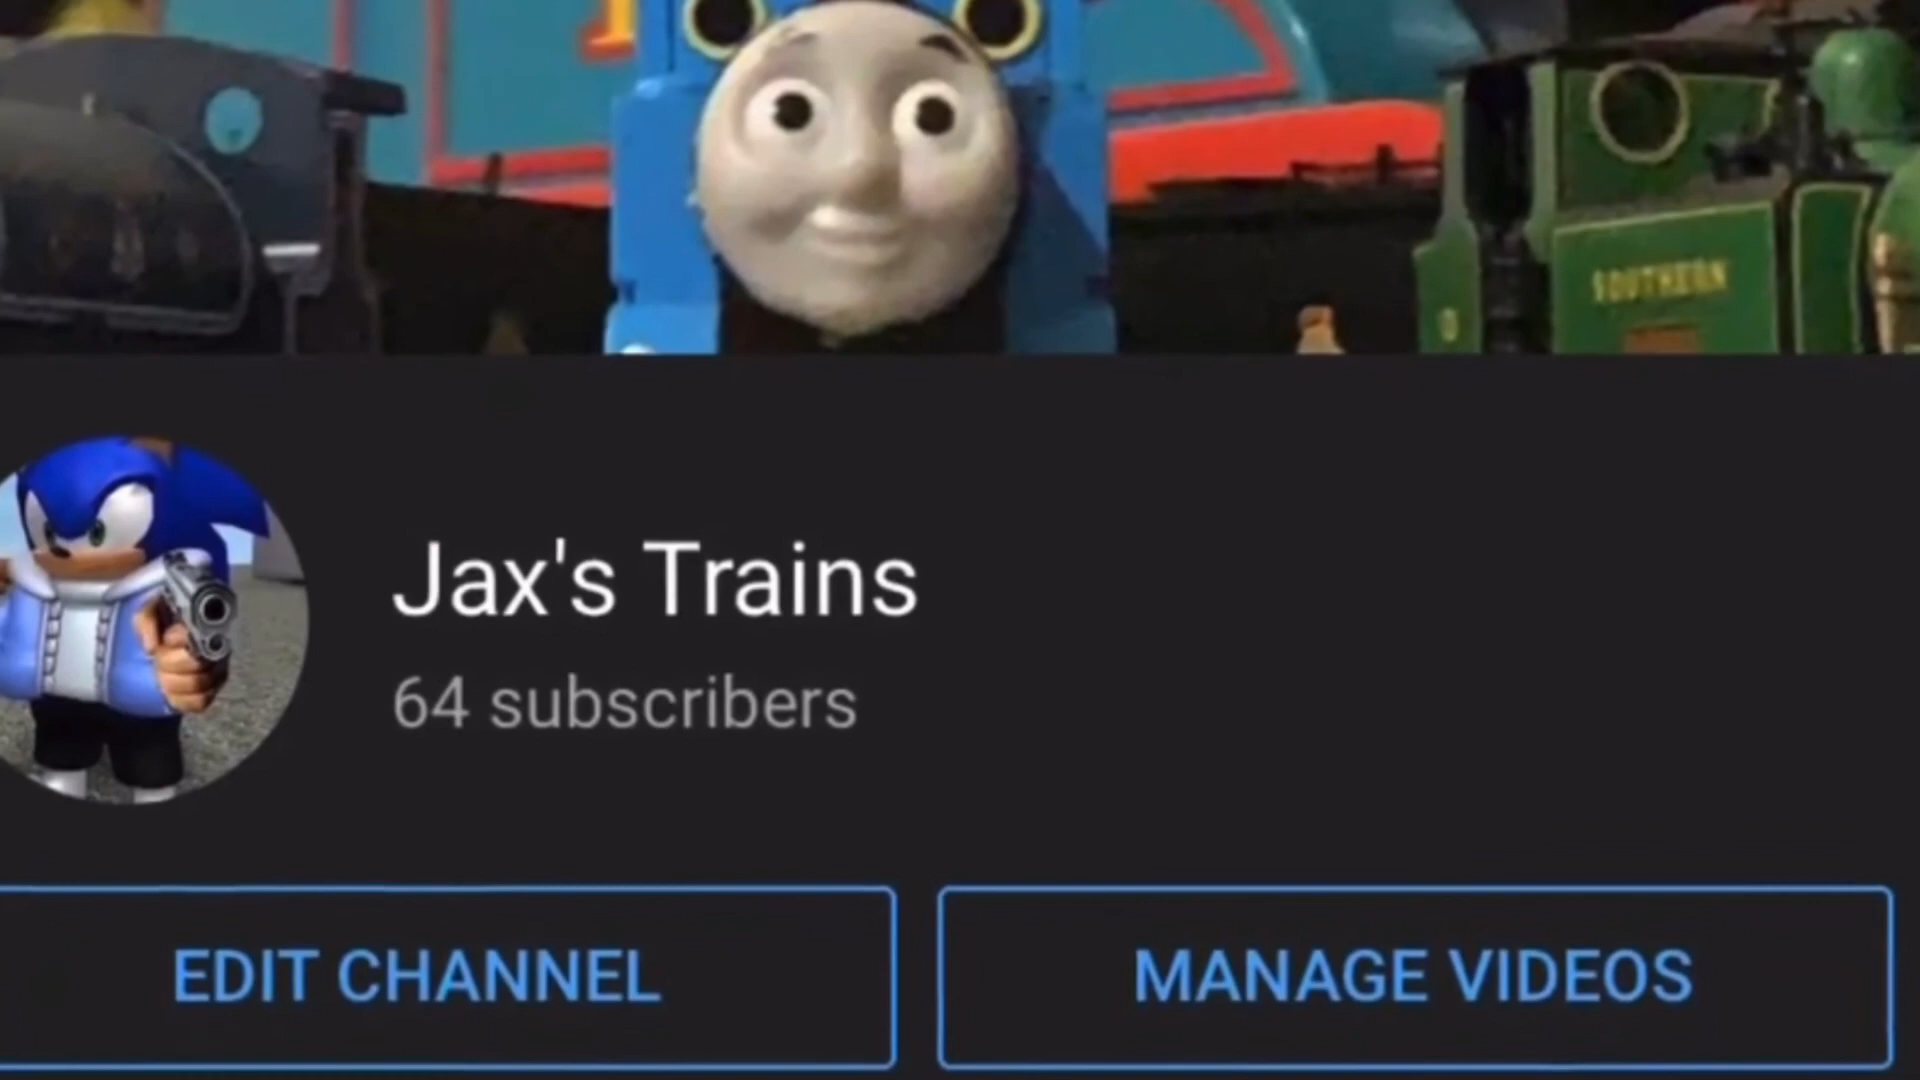 SOUTHERN
Jax's Trains
64 subscribers
EDIT CHANNEL
MANAGE VIDEOS